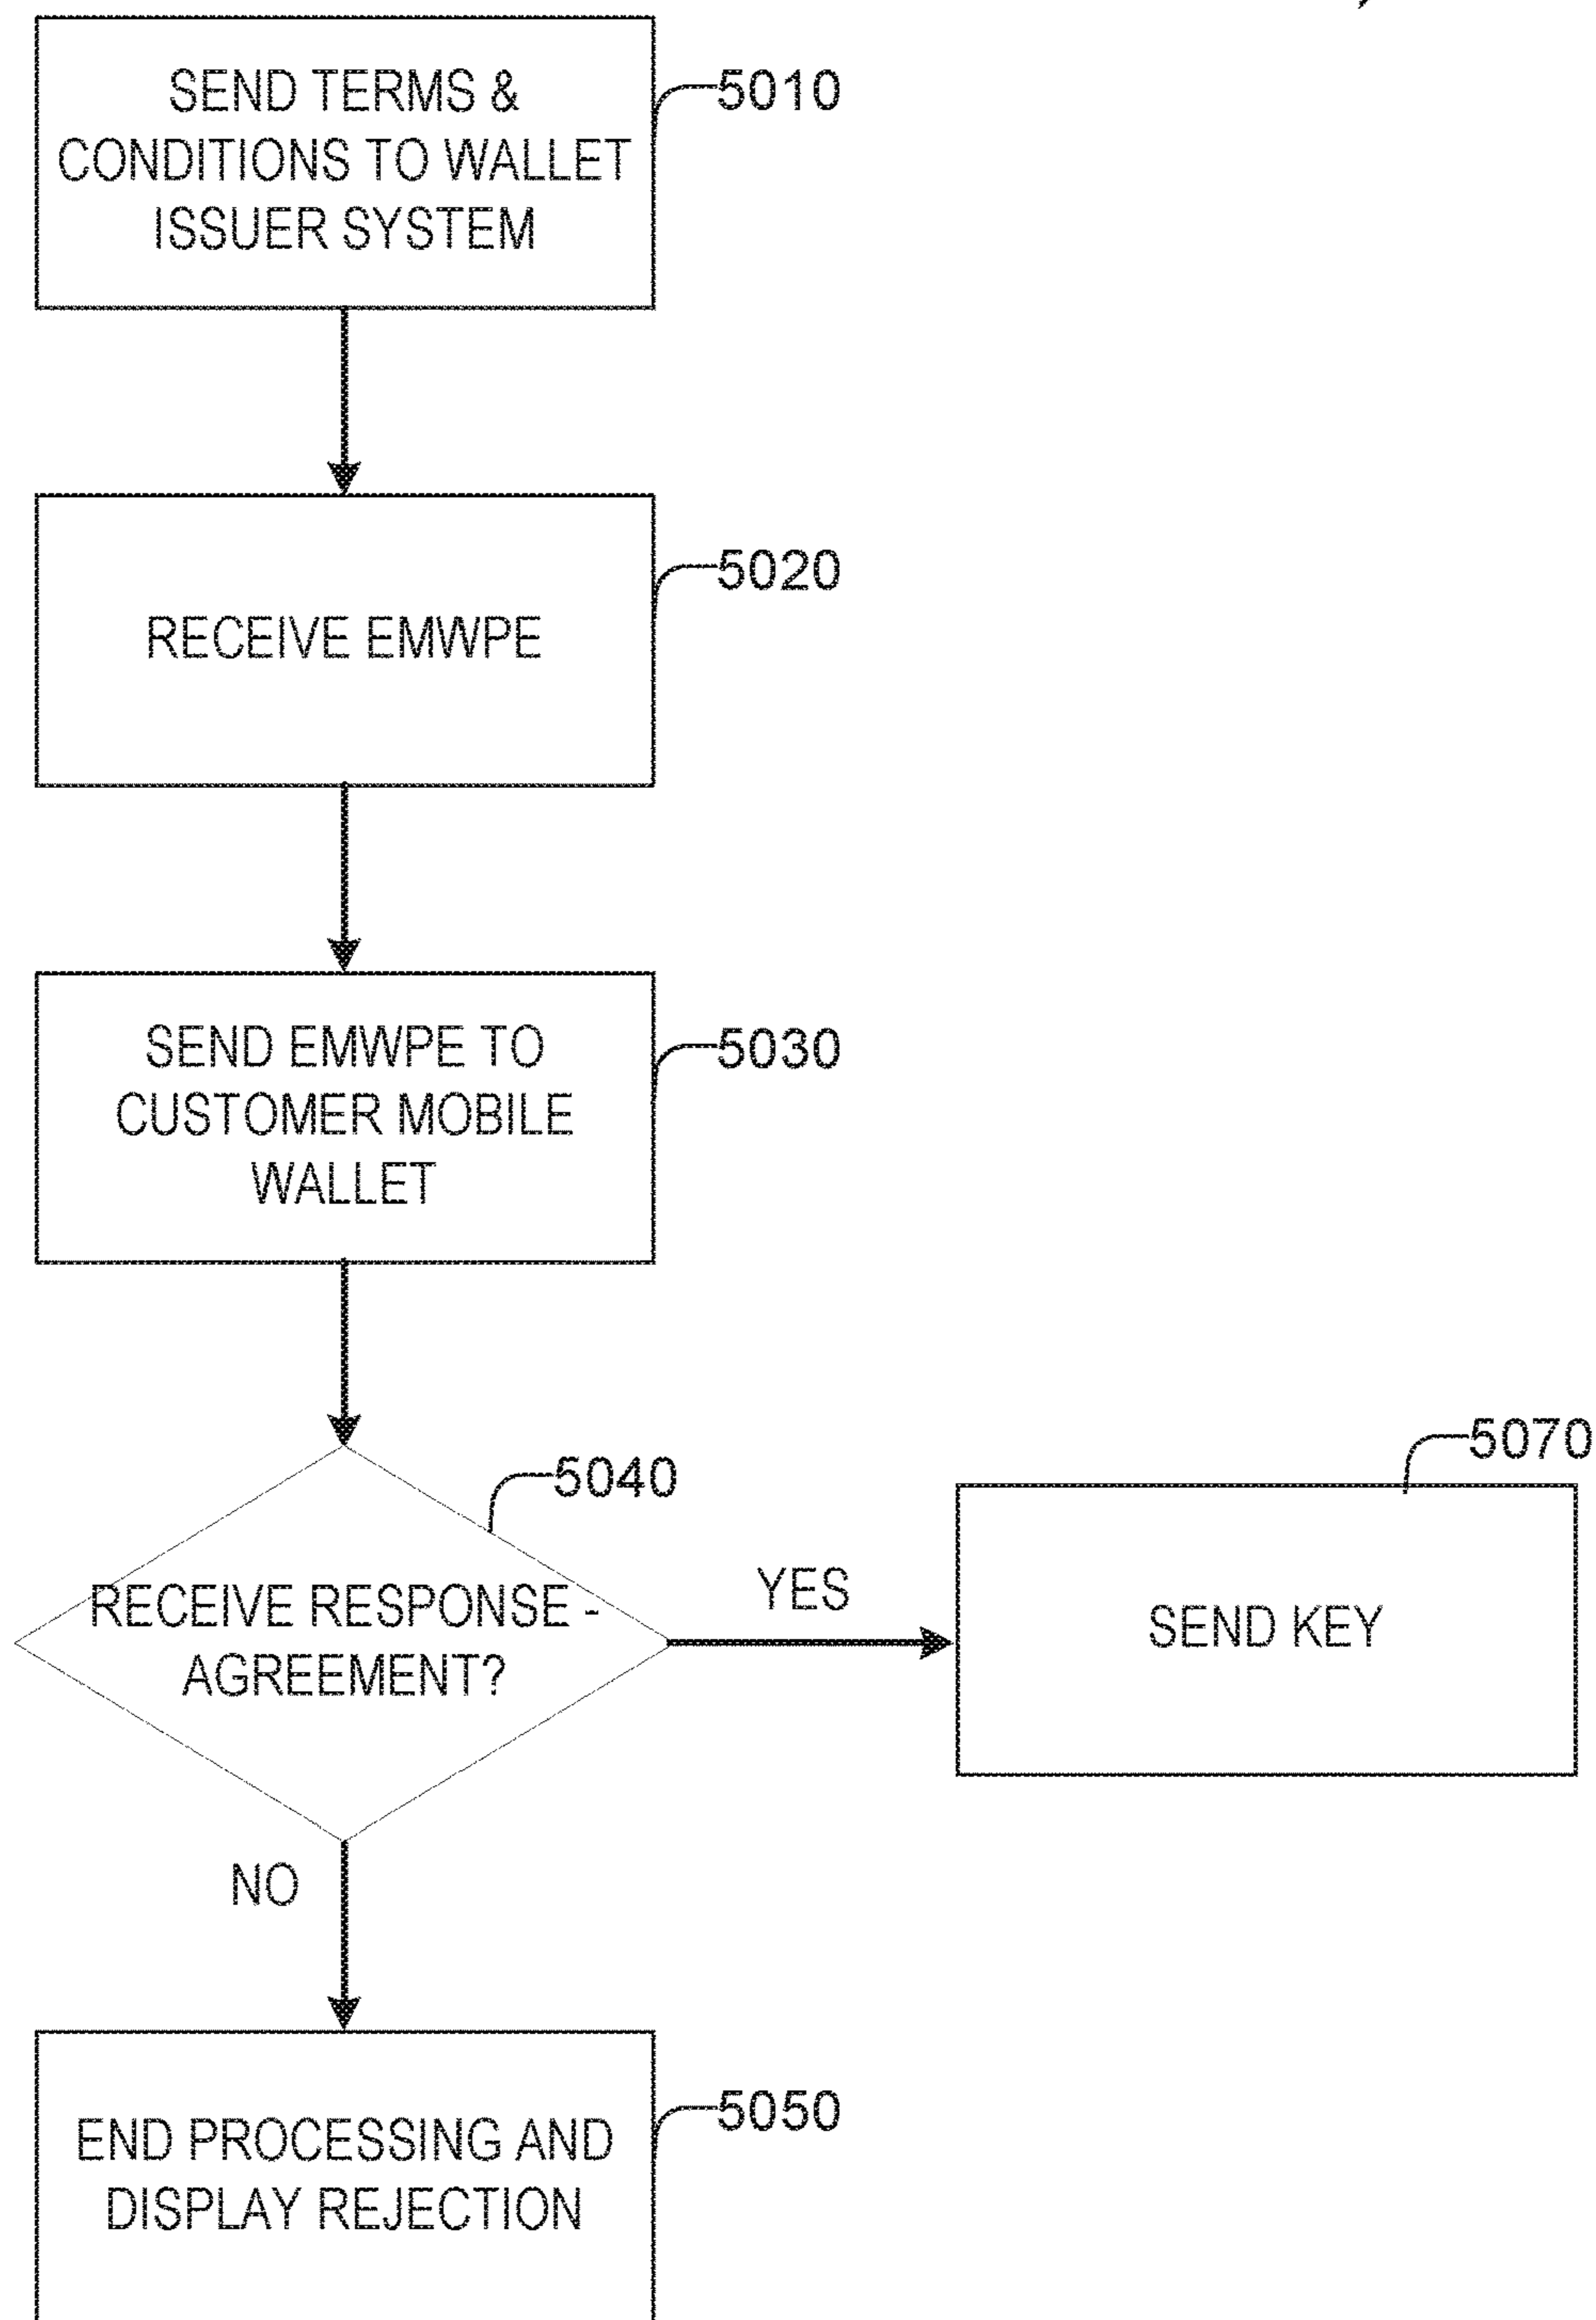 SEND TERMS &
CONDITIONS TO WALLET
ISSUER SYSTEM
5010
RECEIVE EMWPE
5020
SEND EMWPE TO
CUSTOMER MOBILE
WALLET
5030
RECEIVE RESPONSE -
AGREEMENT?
5040
YES
SEND KEY
5070
NO
END PROCESSING AND
DISPLAY REJECTION
5050